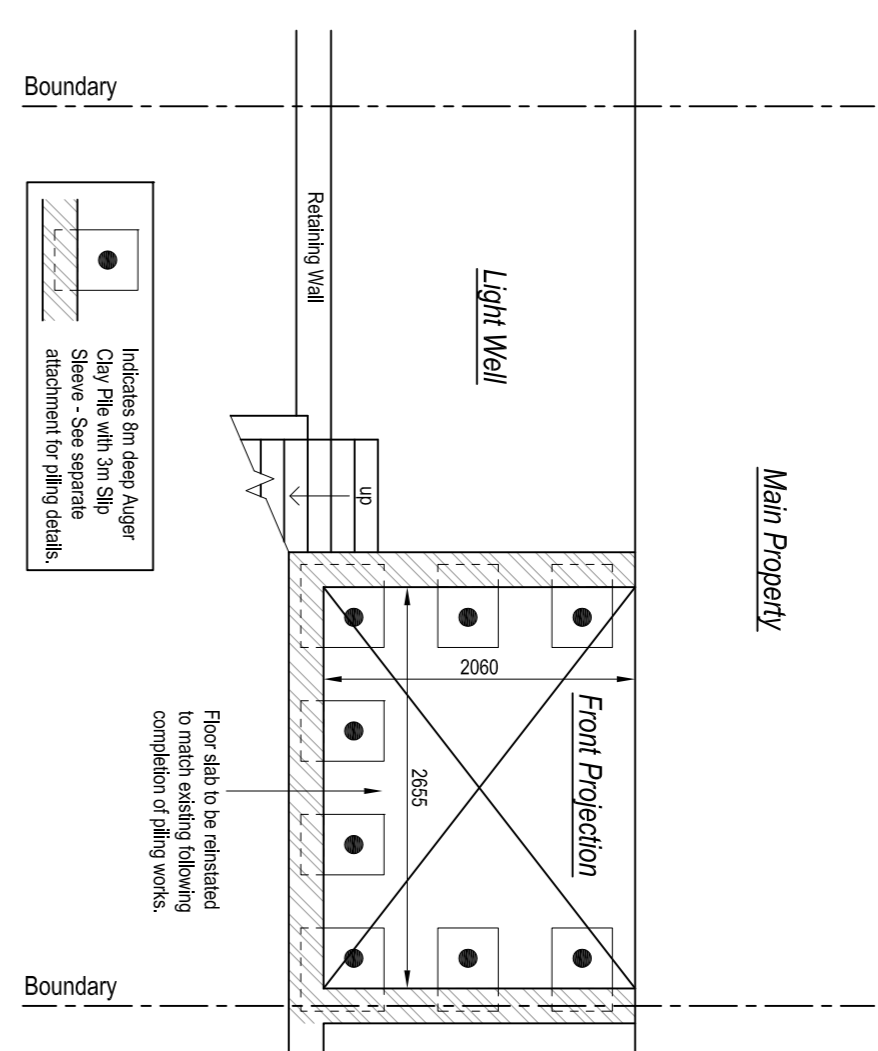 Boundary
Retaining Wall
Light Well
Main Property
Indicates 8m deep Auger
Clay Pile with 3m Slip
Sleeve - See separate
attachment for piling details.
up
2060
2655
Front Projection
Floor slab to be reinstated
to match existing following
completion of piling works.
Boundary